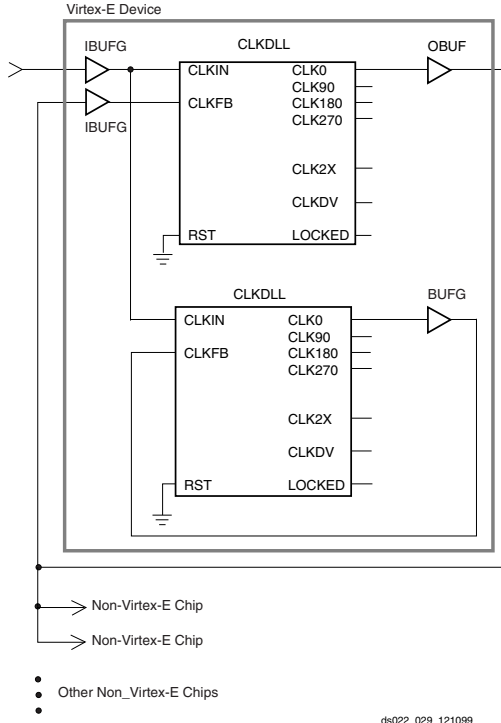 Virtex-E Device
IBUFG
CLKDLL
OBUF
CLKIN
CLK0
CLK90
CLKFB
CLK180
CLK270
IBUFG
CLK2X
CLKDV
RST
LOCKED
CLKDLL
BUFG
CLKIN
CLK0
CLK90
CLKFB
CLK180
CLK270
CLK2X
CLKDV
RST
LOCKED
Non-Virtex-E Chip
Non-Virtex-E Chip
Other Non_Virtex-E Chips
ds022_029_121099